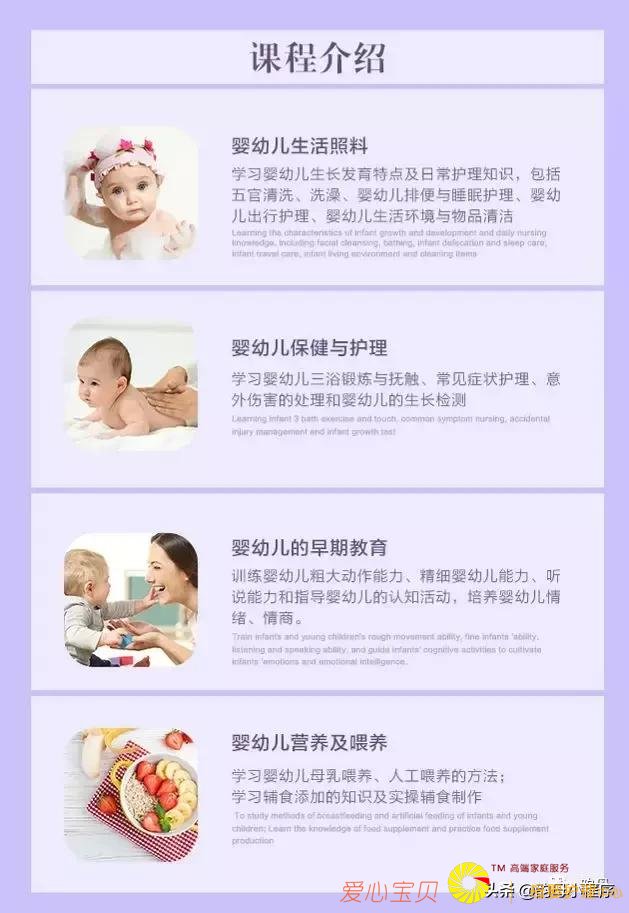 课程介绍
婴幼儿生活照料
学习婴幼儿生长发育特点及日常护理知识，包括
五官清洗、洗澡、婴幼儿排便与睡眠护理、婴幼
儿出行护理、婴幼儿生活环境与物品清洁
Learning the characteristics of infant growth and development and daily nursing
knowledge, including facial cleansing, bathing, infant defecation and sleep care,
infant travel care, infant living environment and cleaning items
婴幼儿保健与护理
学习婴幼儿三浴锻炼与抚触、常见症状护理、意
外伤害的处理和婴幼儿的生长检测
Learning infant 3 bath exercise and touch, common symptom nursing, accidental
injury management and infant growth test
婴幼儿的早期教育
训练婴幼儿粗大动作能力、精细婴幼儿能力、听
说能力和指导婴幼儿的认知活动，培养婴幼儿情
绪、情商。
Train infants and young children's rough movement ability, fine infants 'ability,
listening and speaking ability, and guide infants' cognitive activities to cultivate
infants 'emotions and emotional intelligence.
婴幼儿营养及喂养
学习婴幼儿母乳喂养、人工喂养的方法；
学习辅食添加的知识及实操辅食制作
To study methods of breastfeeding and artificial feeding of infants and young
children; Learn the knowledge of food supplement and practice food supplement
production
TM 高端家庭服务
爱心宝贝
头条 @